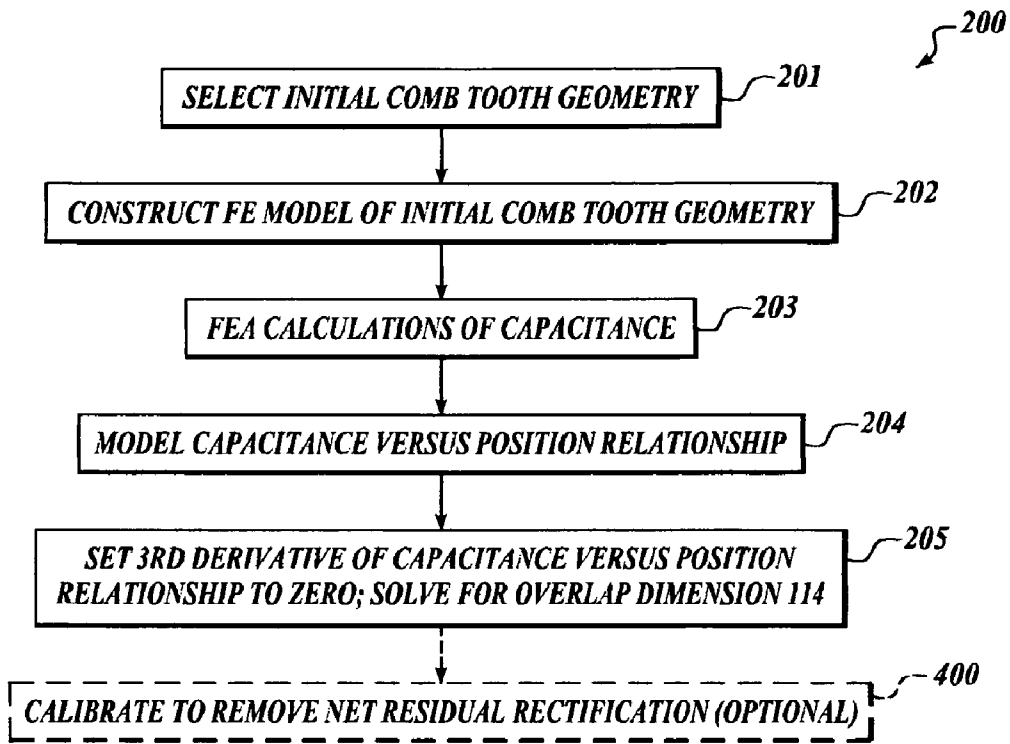 200
SELECT INITIAL COMB TOOTH GEOMETRY
201
CONSTRUCT FE MODEL OF INITIAL COMB TOOTH GEOMETRY
202
FEA CALCULATIONS OF CAPACITANCE
203
MODEL CAPACITANCE VERSUS POSITION RELATIONSHIP
204
SET 3RD DERIVATIVE OF CAPACITANCE VERSUS POSITION
RELATIONSHIP TO ZERO; SOLVE FOR OVERLAP DIMENSION 114
205
CALIBRATE TO REMOVE NET RESIDUAL RECTIFICATION (OPTIONAL)
400